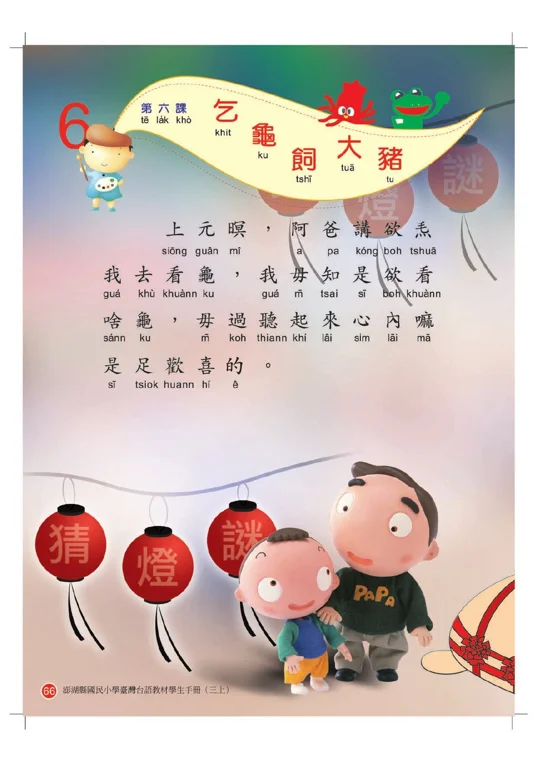 6
第六課
tē la̍k khò
乞龜飼大豬
khit ku tshī tuā tu
上元暝，阿爸講欲𤆬
siōng guân mî a pa kóng boh tshuā
我去看龜，我毋知是欲看
guá khù khuànn ku guá m̄ tsai sī boh khuànn
啥龜，毋過聽起來心內嘛
sánn ku m̄ koh thiann khí lâi sim lāi mā
是足歡喜的。
sī tsiok huann hí ê
燈謎
猜燈謎
PAPA
66 澎湖縣國民小學臺灣台語教材學生手冊（三上）